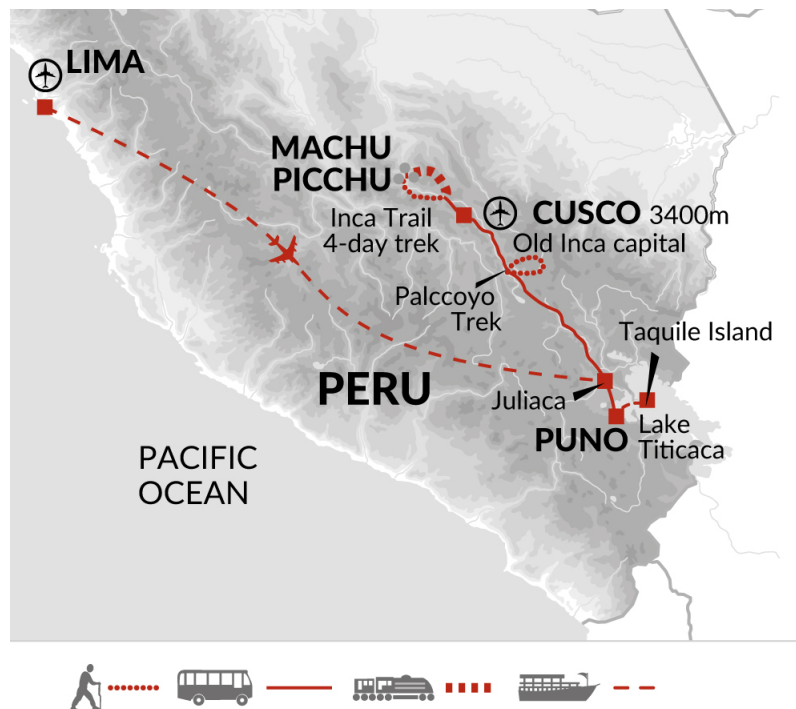 LIMA
MACHU
PICCHU
Inca Trail
4-day trek
CUSCO 3400m
Old Inca capital
Palccoyo
Trek
Taquile Island
PERU
Juliaca
PUNO
Lake
Titicaca
PACIFIC
OCEAN